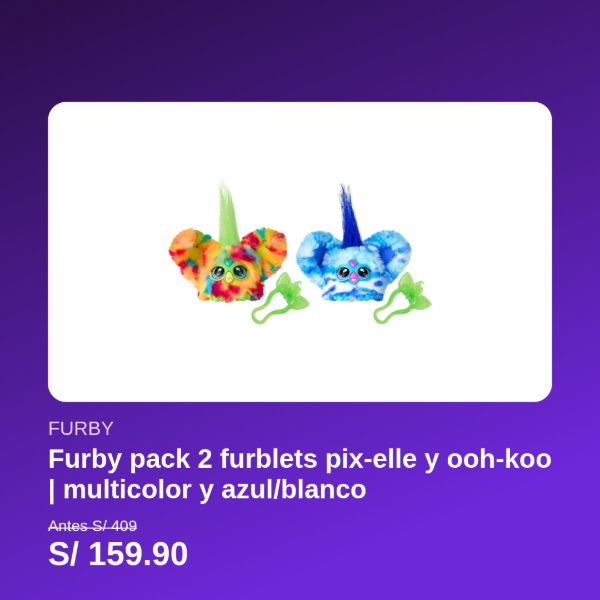 FURBY
Furby pack 2 furblets pix-elle y ooh-koo
| multicolor y azul/blanco
Antes S/ 409
S/ 159.90